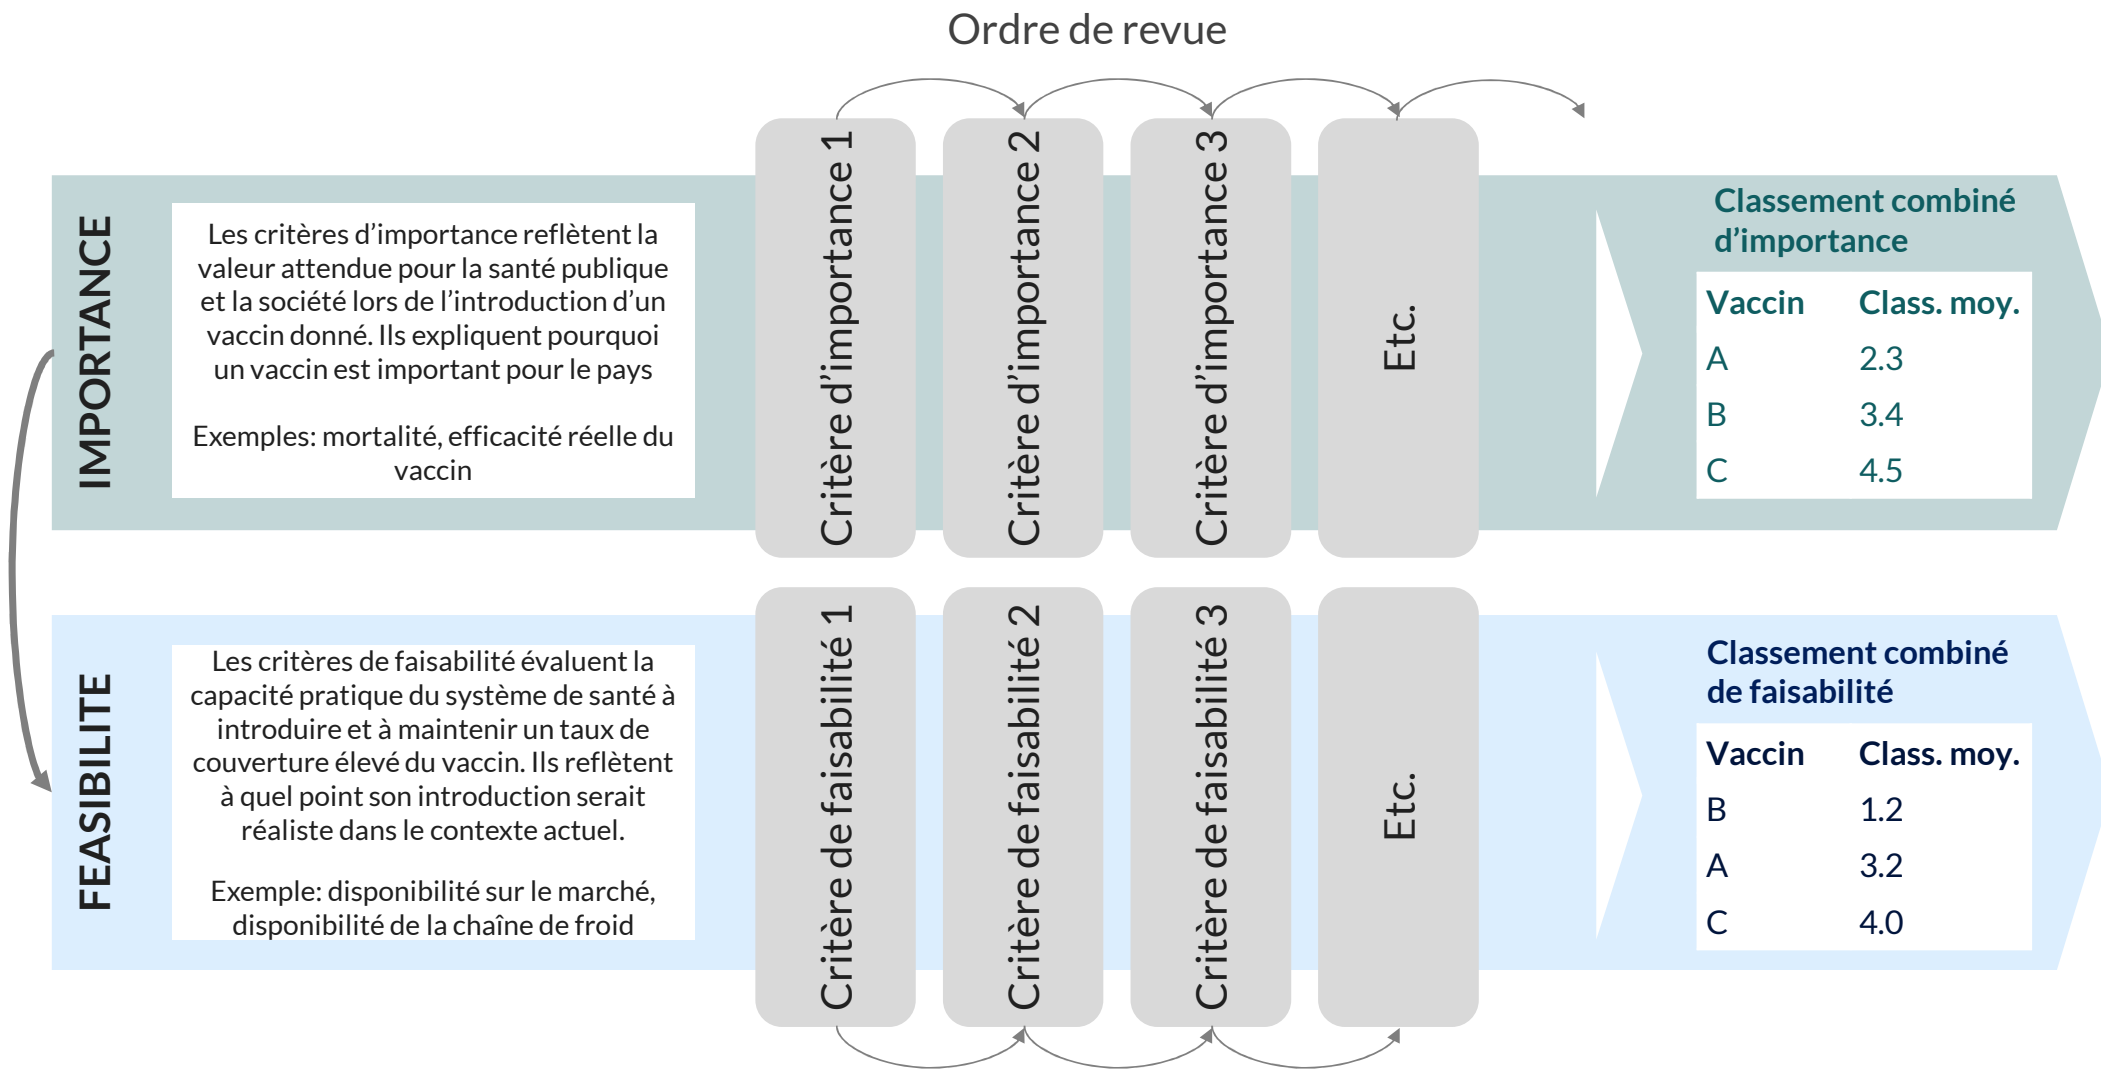 Ordre de revue
IMPORTANCE
Les critères d’importance reflètent la
valeur attendue pour la santé publique
et la société lors de l’introduction d’un
vaccin donné. Ils expliquent pourquoi
un vaccin est important pour le pays
Exemples: mortalité, efficacité réelle du
vaccin
Critère d’importance 1
Critère d’importance 2
Critère d’importance 3
Etc.
Classement combiné
d’importance
Vaccin Class. moy.
A 2.3
B 3.4
C 4.5
FEASIBILITE
Les critères de faisabilité évaluent la
capacité pratique du système de santé à
introduire et à maintenir un taux de
couverture élevé du vaccin. Ils reflètent
à quel point son introduction serait
réaliste dans le contexte actuel.
Exemple: disponibilité sur le marché,
disponibilité de la chaîne de froid
Critère de faisabilité 1
Critère de faisabilité 2
Critère de faisabilité 3
Etc.
Classement combiné
de faisabilité
Vaccin Class. moy.
B 1.2
A 3.2
C 4.0